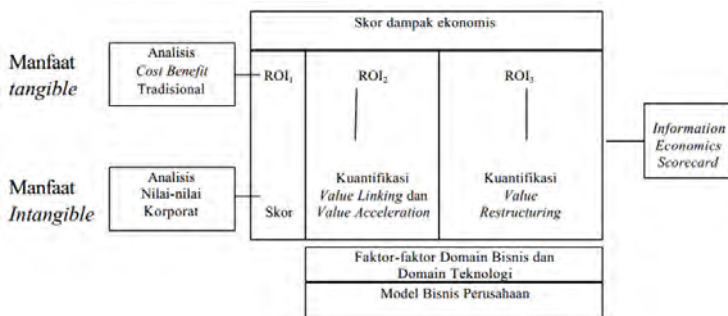 Skor dampak ekonomis
Manfaat
tangible
Analisis
Cost Benefit
Tradisional
ROI₁
ROI₂
ROI₃
Information
Economics
Scorecard
Manfaat
Intangible
Analisis
Nilai-nilai
Korporat
Skor
Kuantifikasi
Value Linking dan
Value Acceleration
Kuantifikasi
Value
Restructuring
Faktor-faktor Domain Bisnis dan
Domain Teknologi
Model Bisnis Perusahaan